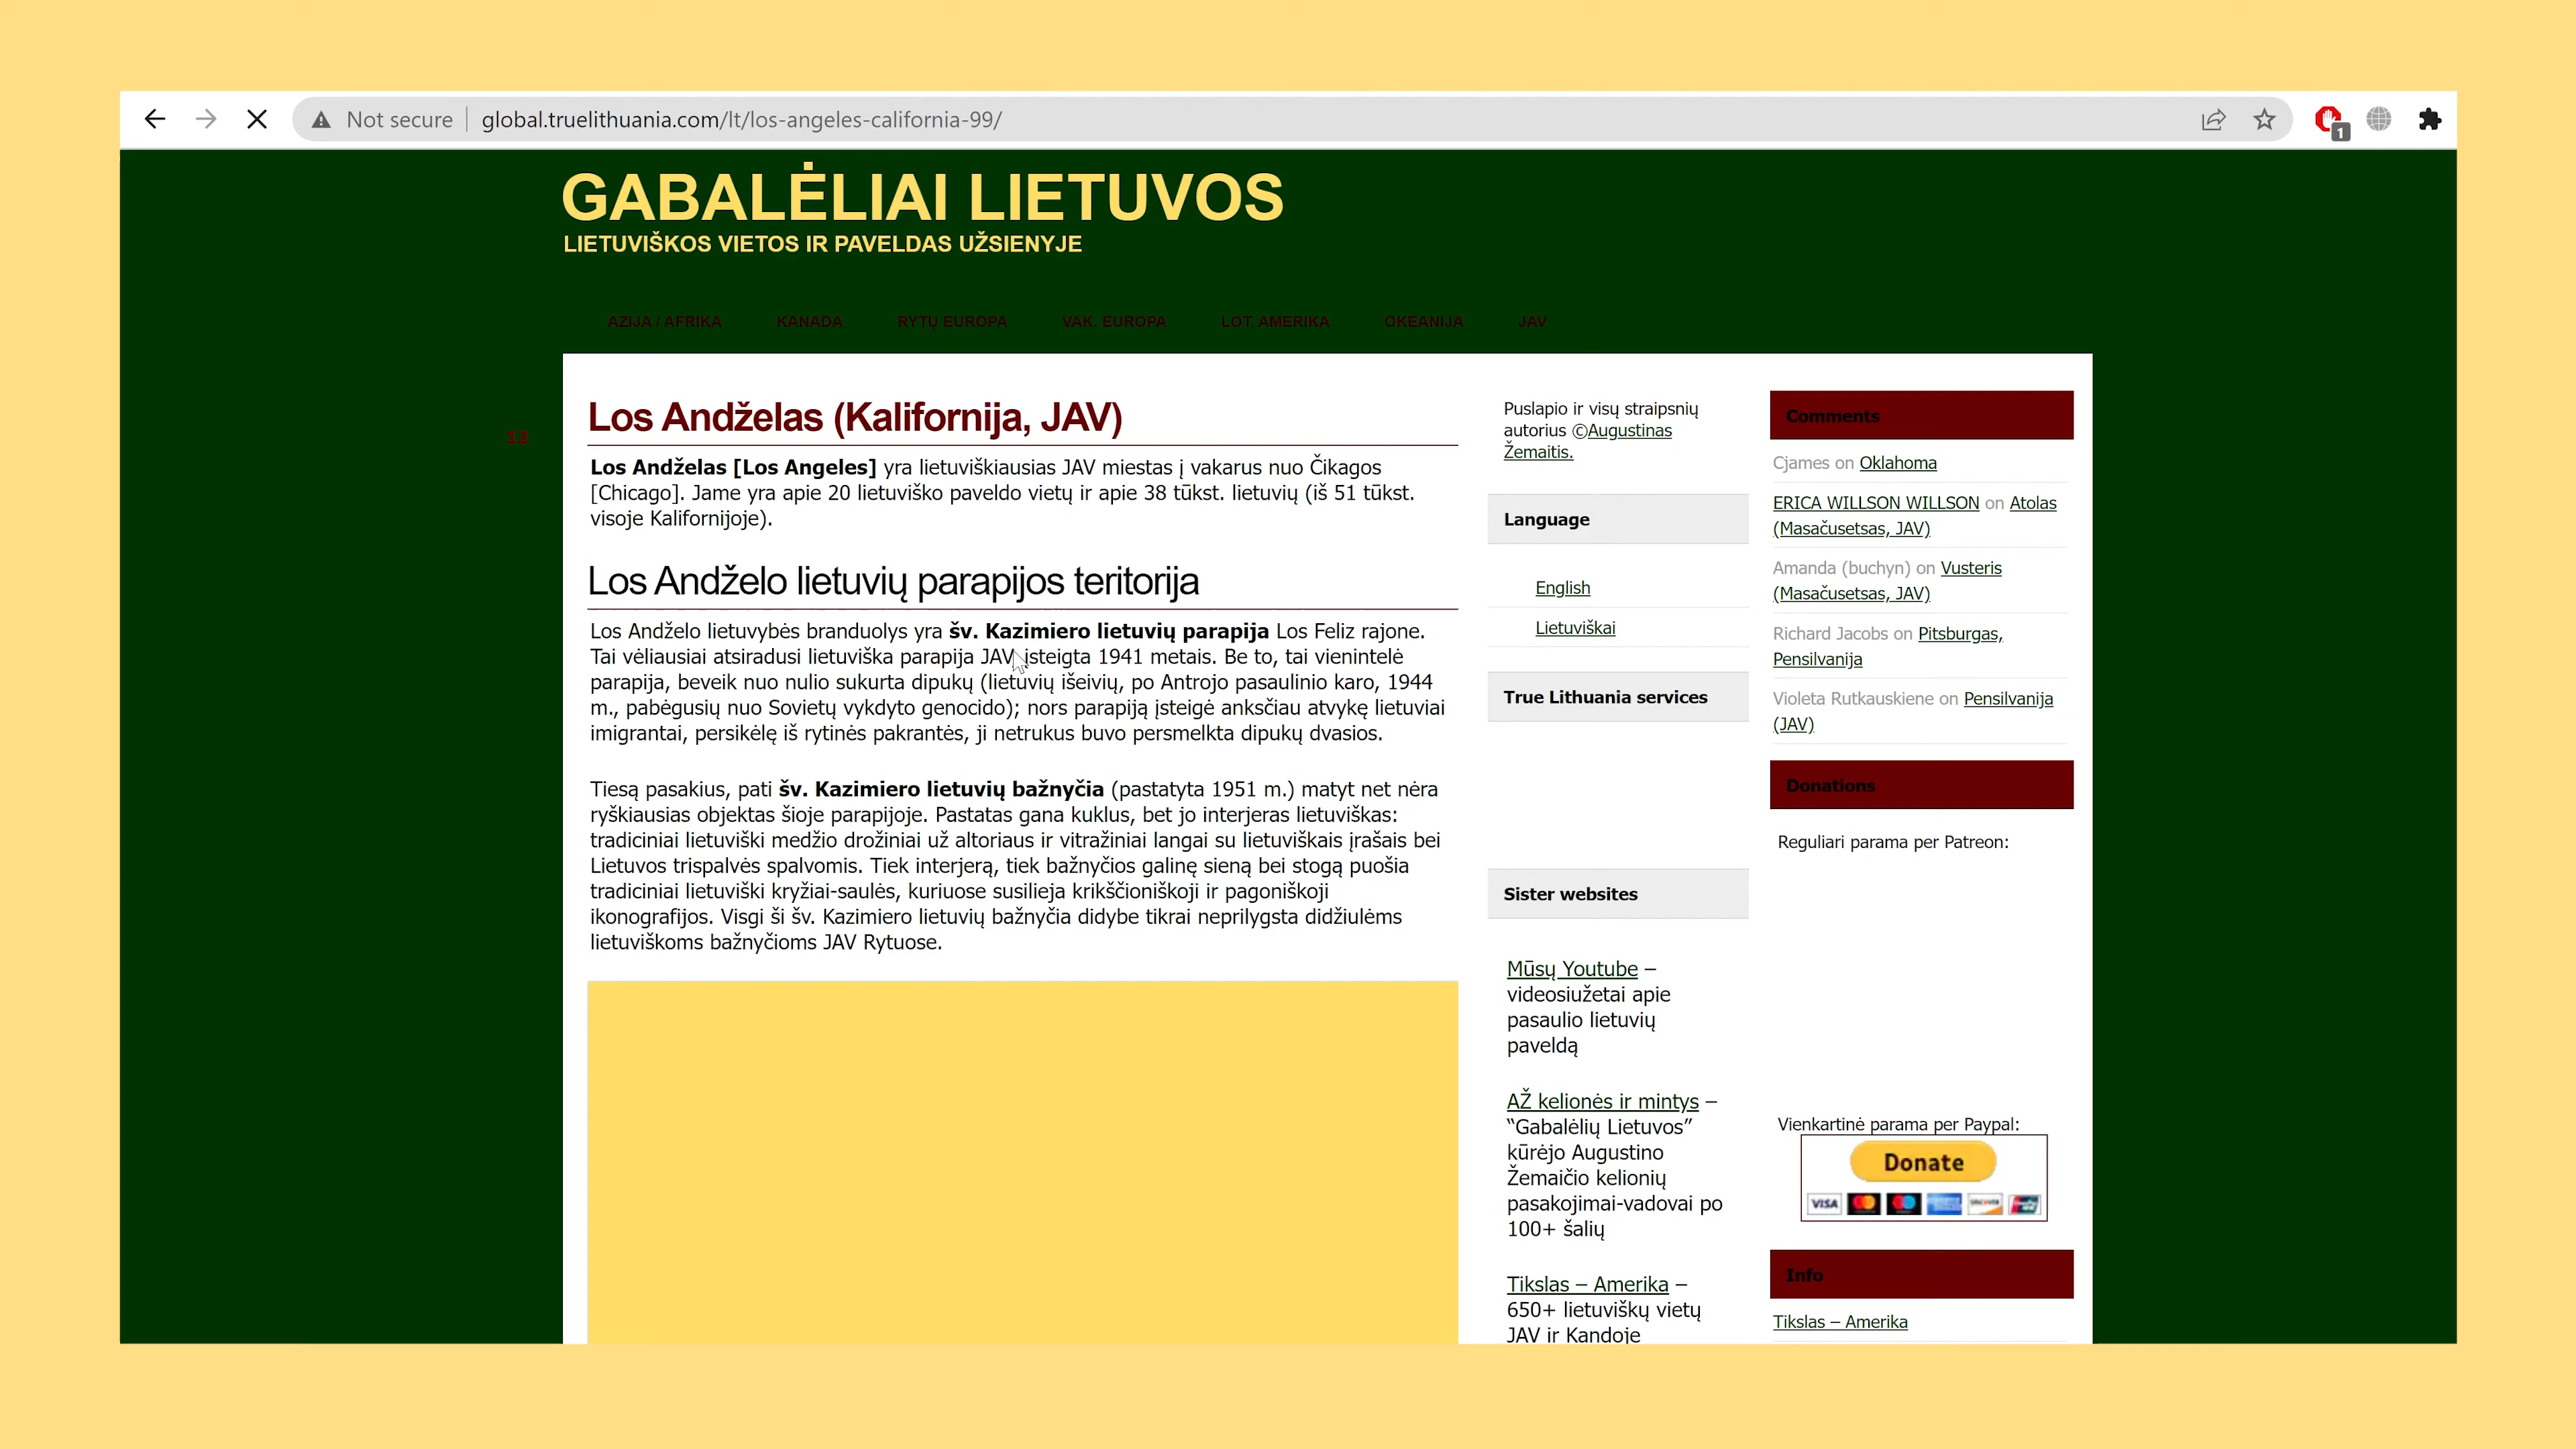 Not secure
global.truelithuania.com/lt/los-angeles-california-99/
1
GABALĖLIAI LIETUVOS
LIETUVIŠKOS VIETOS IR PAVELDAS UŽSIENYJE
AZIJA / AFRIKA
KANADA
RYTŲ EUROPA
VAK. EUROPA
LOT. AMERIKA
OKEANIJA
JAV
12
Los Andželas (Kalifornija, JAV)
Los Andželas [Los Angeles] yra lietuviškiausias JAV miestas į vakarus nuo Čikagos
[Chicago]. Jame yra apie 20 lietuviško paveldo vietų ir apie 38 tūkst. lietuvių (iš 51 tūkst.
visoje Kalifornijoje).
Los Andželo lietuvių parapijos teritorija
Los Andželo lietuvybės branduolys yra šv. Kazimiero lietuvių parapija Los Feliz rajone.
Tai vėliausiai atsiradusi lietuviška parapija JAV, įsteigta 1941 metais. Be to, tai vienintelė
parapija, beveik nuo nulio sukurta dipukų (lietuvių išeivių, po Antrojo pasaulinio karo, 1944
m., pabėgusių nuo Sovietų vykdyto genocido); nors parapiją įsteigė anksčiau atvykę lietuviai
imigrantai, persikėlę iš rytinės pakrantės, ji netrukus buvo persmelkta dipukų dvasios.
Tiesą pasakius, pati šv. Kazimiero lietuvių bažnyčia (pastatyta 1951 m.) matyt net nėra
ryškiausias objektas šioje parapijoje. Pastatas gana kuklus, bet jo interjeras lietuviškas:
tradiciniai lietuviški medžio drožiniai už altoriaus ir vitražiniai langai su lietuviškais įrašais bei
Lietuvos trispalvės spalvomis. Tiek interjerą, tiek bažnyčios galinę sieną bei stogą puošia
tradiciniai lietuviški kryžiai-saulės, kuriuose susilieja krikščioniškoji ir pagoniškoji
ikonografijos. Visgi ši šv. Kazimiero lietuvių bažnyčia didybe tikrai neprilygsta didžiulėms
lietuviškoms bažnyčioms JAV Rytuose.
Puslapio ir visų straipsnių
autorius ©Augustinas
Žemaitis.
Language
English
Lietuviškai
True Lithuania services
Sister websites
Mūsų Youtube –
videosiužetai apie
pasaulio lietuvių
paveldą
AŽ kelionės ir mintys –
"Gabalėlių Lietuvos"
kūrėjo Augustino
Žemaičio kelionių
pasakojimai-vadovai po
100+ šalių
Tikslas – Amerika –
650+ lietuviškų vietų
JAV ir Kandoje
Comments
Cjames on Oklahoma
ERICA WILLSON WILLSON on Atolas
(Masačusetsas, JAV)
Amanda (buchyn) on Vusteris
(Masačusetsas, JAV)
Richard Jacobs on Pitsburgas,
Pensilvanija
Violeta Rutkauskiene on Pensilvanija
(JAV)
Donations
Reguliari parama per Patreon:
Vienkartinė parama per Paypal:
Donate
VISA
Info
Tikslas – Amerika